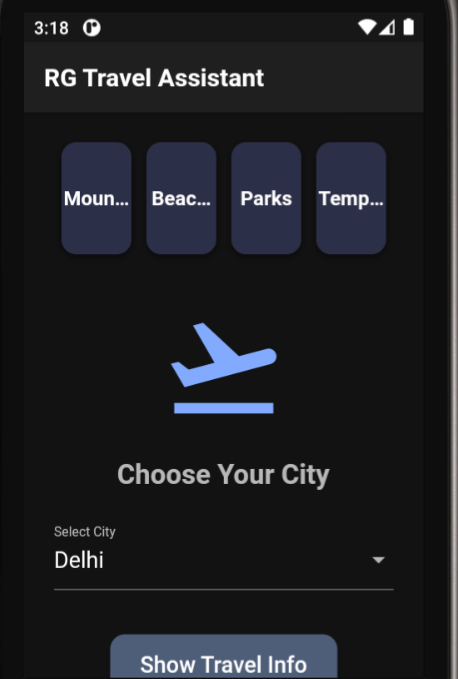 3:18
RG Travel Assistant
Moun... Beac... Parks Temp...
Choose Your City
Select City
Delhi
Show Travel Info